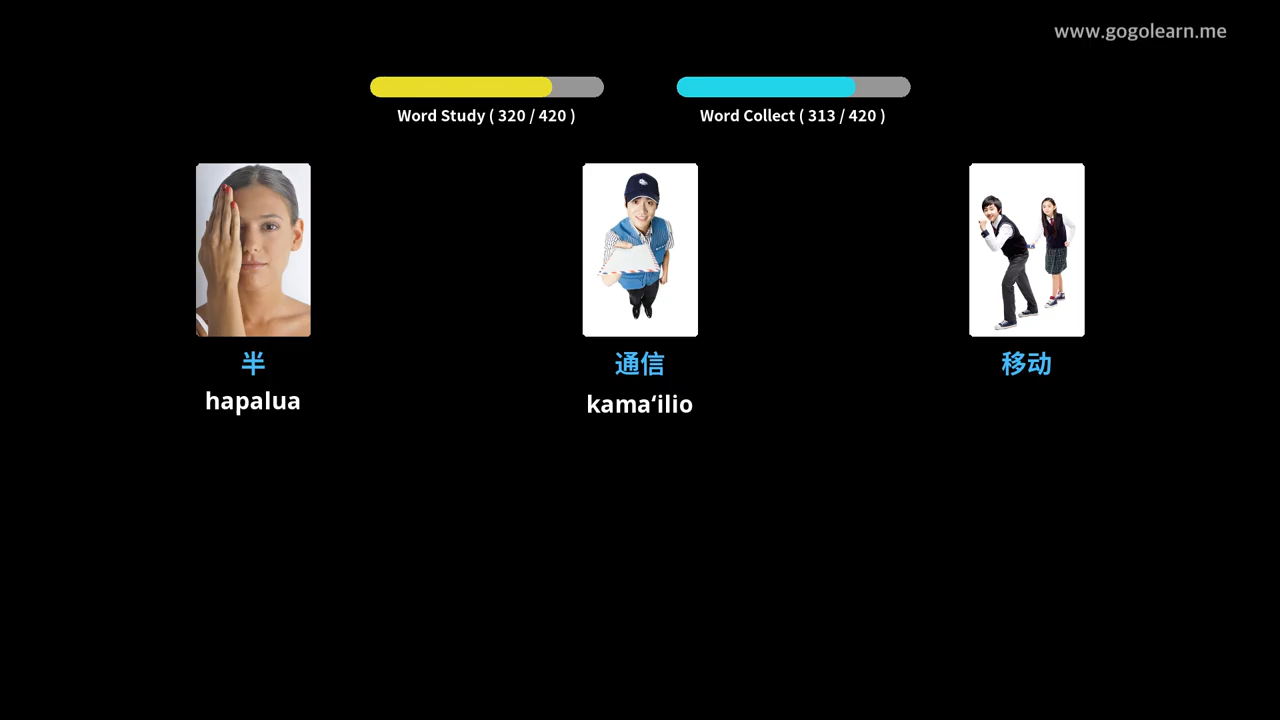 www.gogolearn.me
Word Study ( 320 / 420 )
Word Collect ( 313 / 420 )
半
通信
移动
hapalua
kamaʻilio